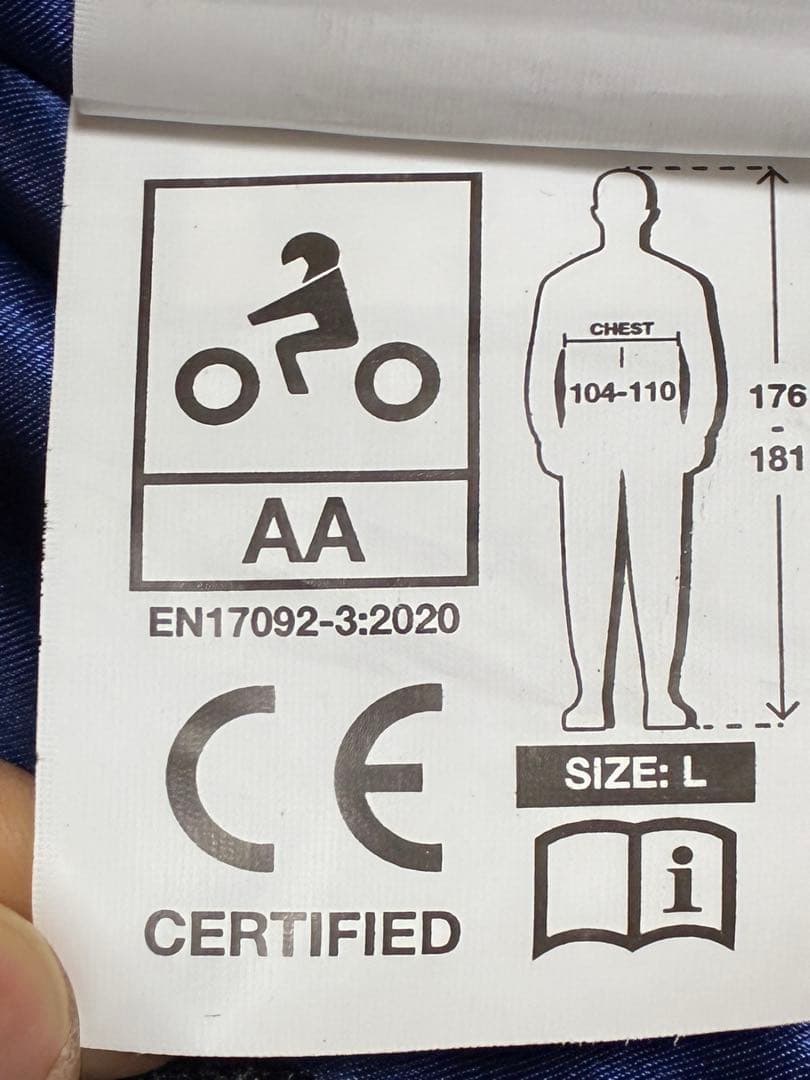 AA
EN17092-3:2020
CE
CERTIFIED
CHEST
104-110
176
-
181
SIZE: L
i